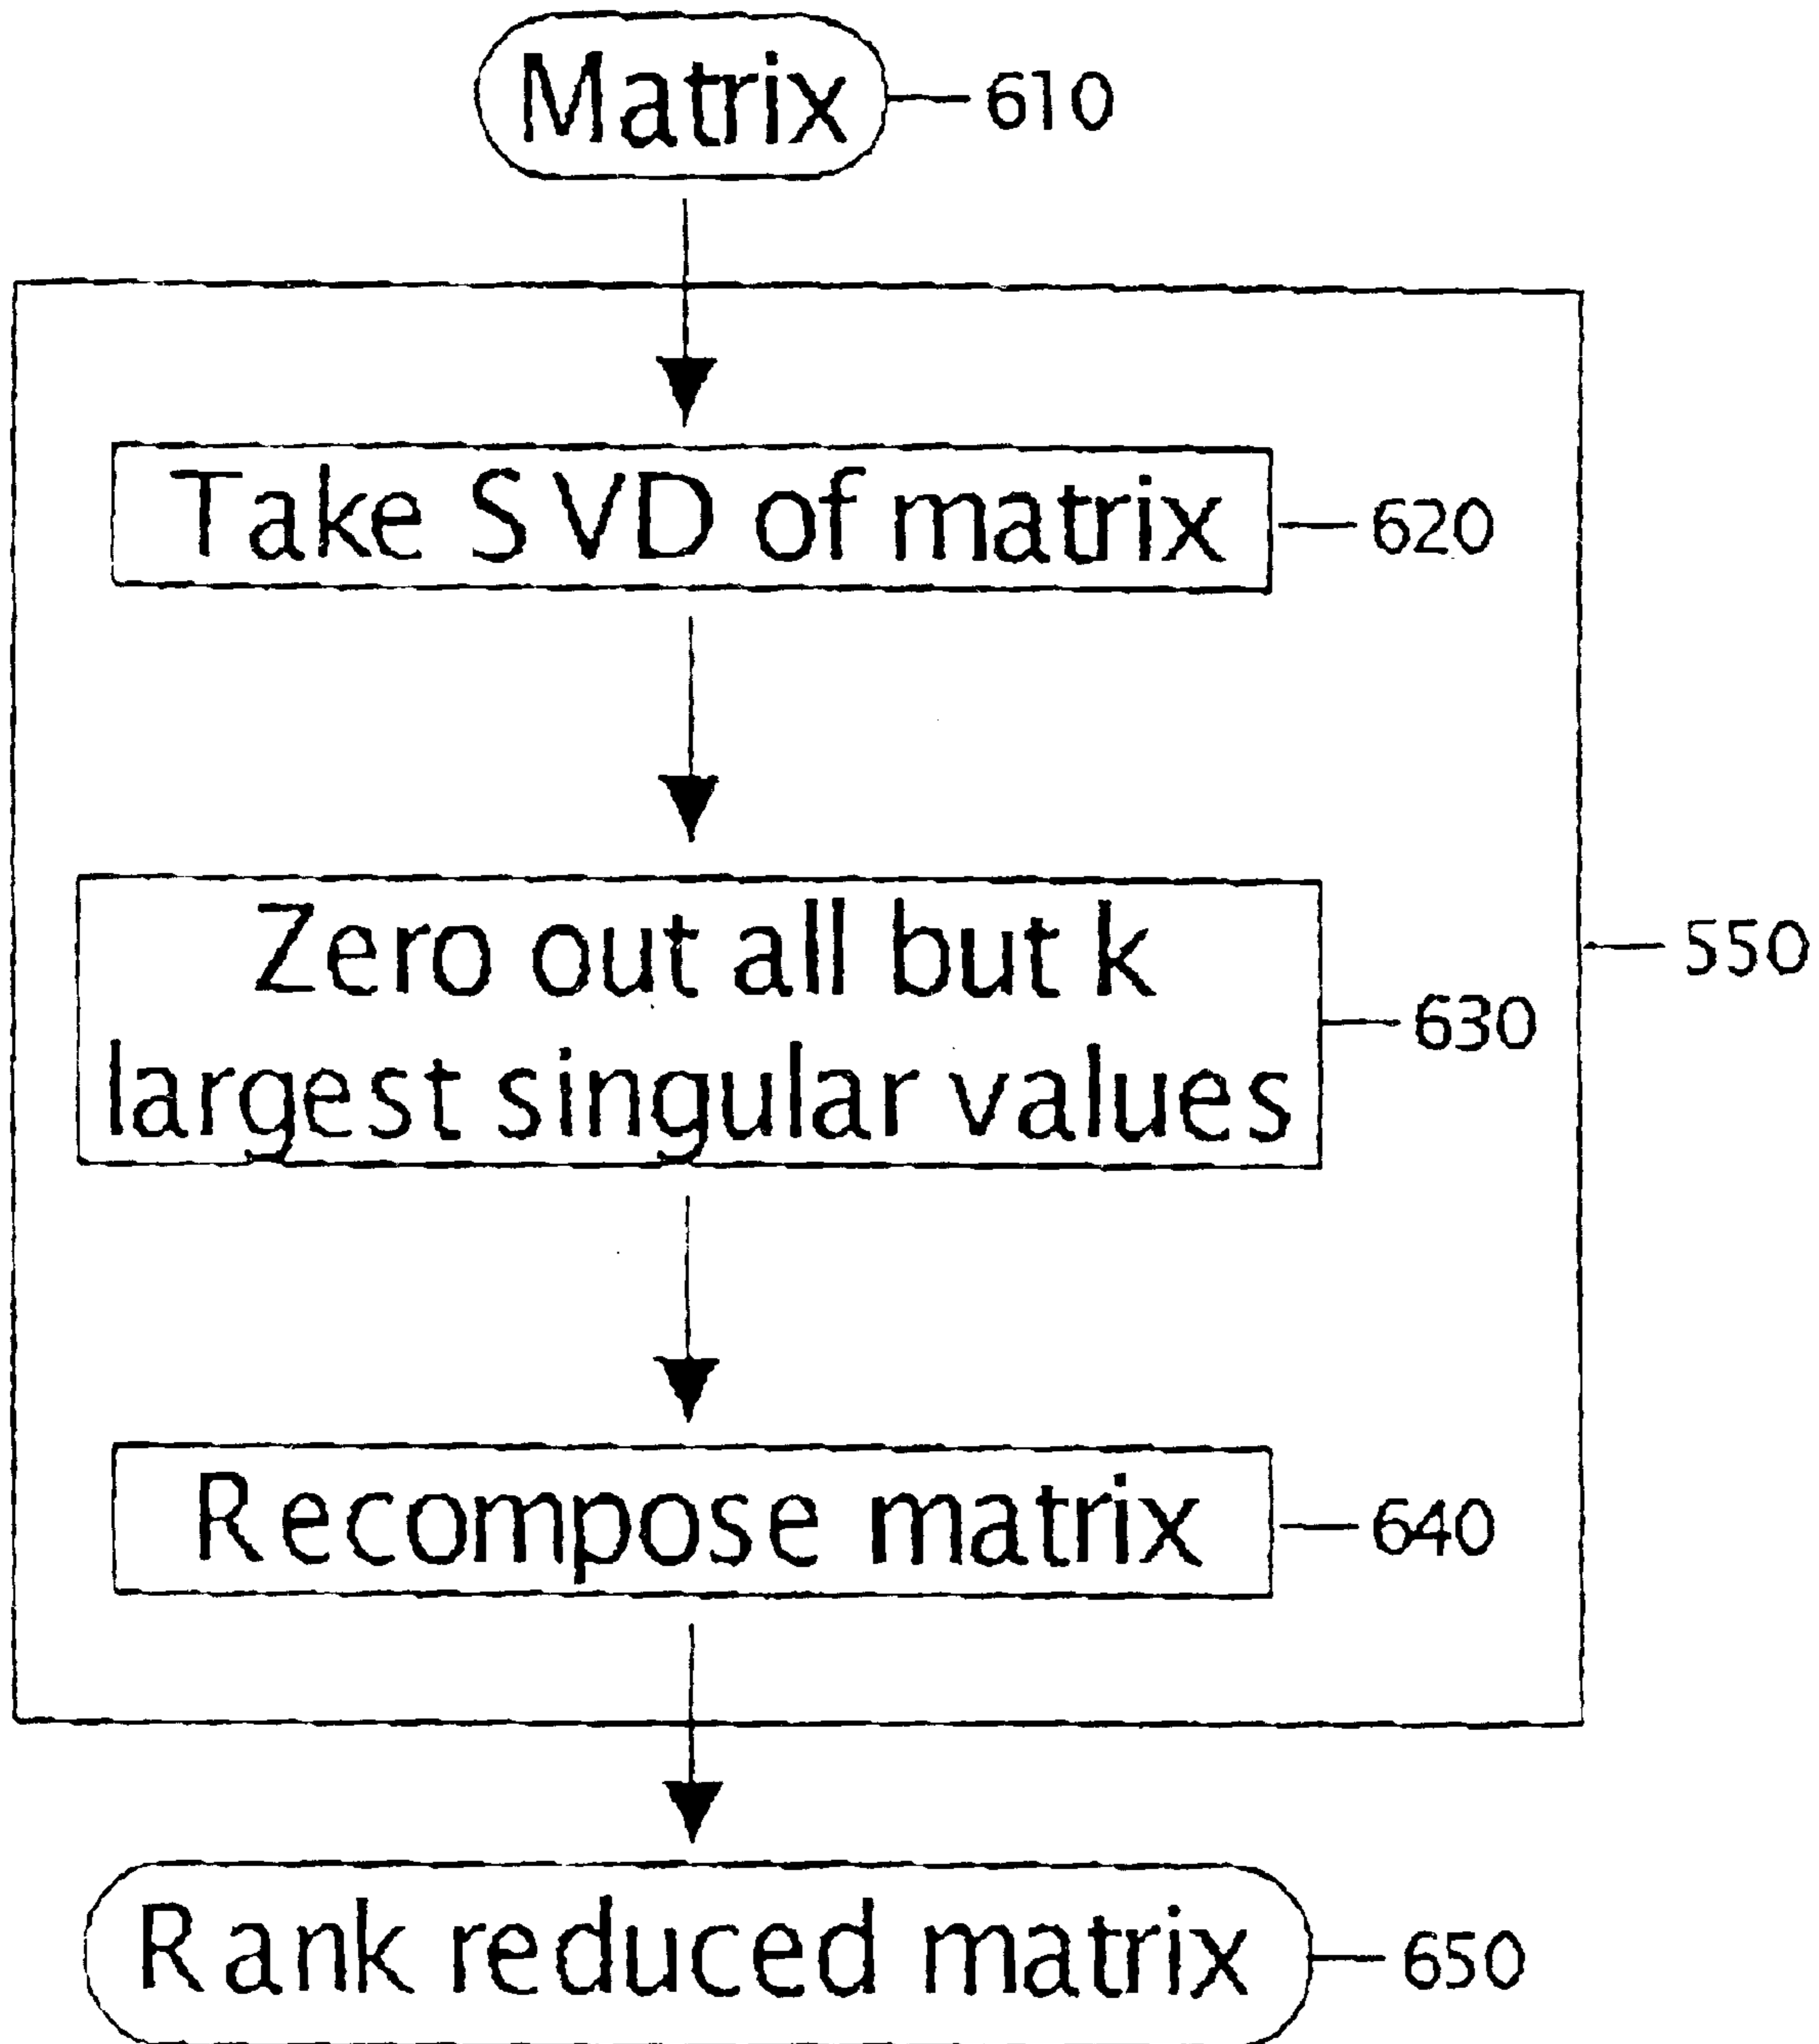 Matrix 610
Take SVD of matrix 620
Zero out all but k
largest singular values
550
630
Recompose matrix 640
Rank reduced matrix 650